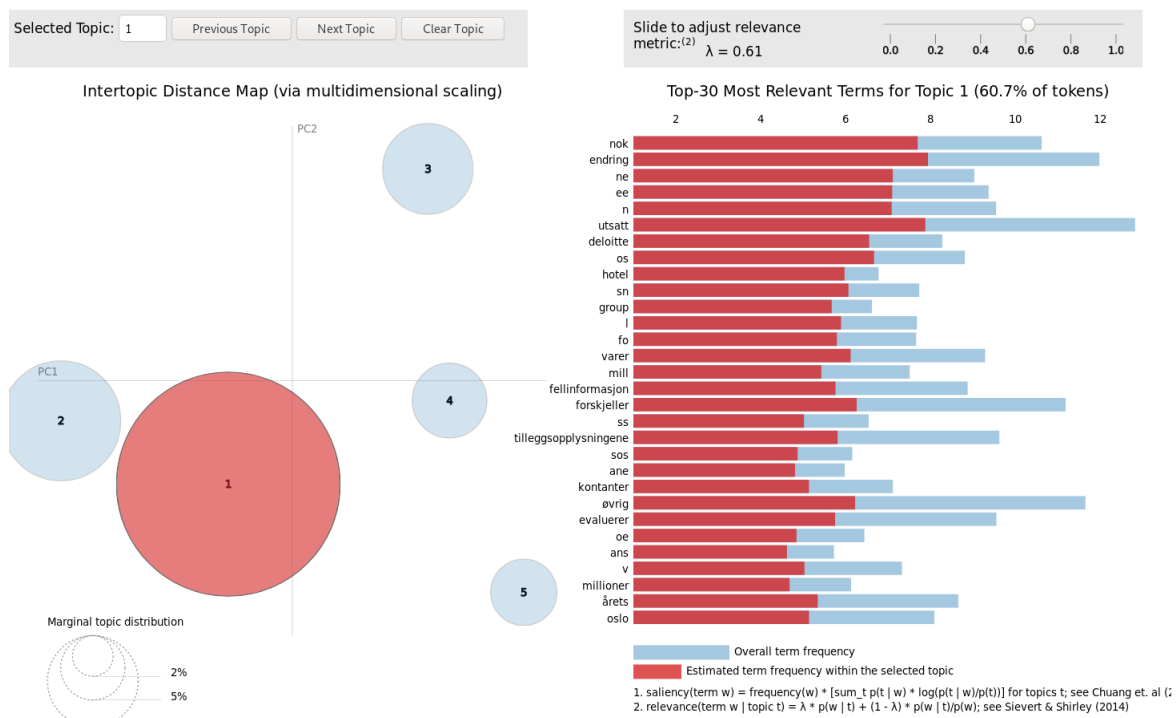 Selected Topic: 1 Previous Topic Next Topic Clear Topic
Slide to adjust relevance
metric:(2) λ = 0.61
0.0 0.2 0.4 0.6 0.8 1.0
Intertopic Distance Map (via multidimensional scaling)
PC2
PC1
3
2
4
1
5
Marginal topic distribution
2%
5%
Top-30 Most Relevant Terms for Topic 1 (60.7% of tokens)
2 4 6 8 10 12
nok
endring
ne
ee
n
utsatt
deloitte
os
hotel
sn
group
l
fo
varer
mill
fellinformasjon
forskjeller
ss
tilleggsopplysningene
sos
ane
kontanter
øvrig
evaluerer
oe
ans
v
millioner
årets
oslo
Overall term frequency
Estimated term frequency within the selected topic
1. saliency(term w) = frequency(w) * [sum_t p(t | w) * log(p(t | w)/p(t))] for topics t; see Chuang et. al
2. relevance(term w | topic t) = λ * p(w | t) + (1 - λ) * p(w | t)/p(w); see Sievert & Shirley (2014)